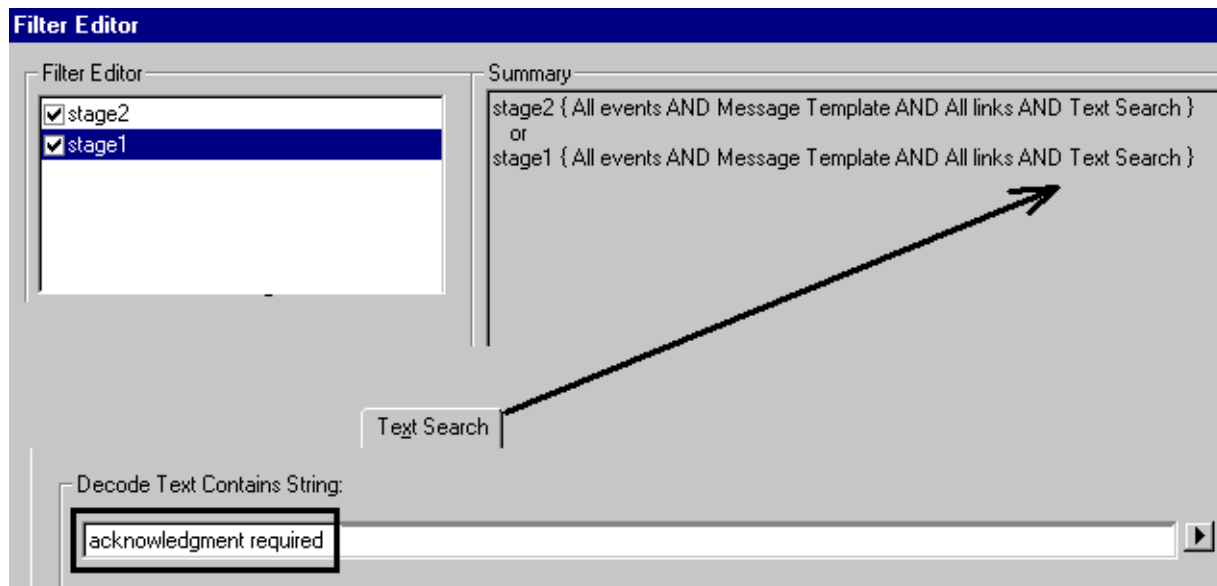 Filter Editor
Filter Editor
stage2
stage1
Summary
stage2 { All events AND Message Template AND All links AND Text Search }
or
stage1 { All events AND Message Template AND All links AND Text Search }
Text Search
Decode Text Contains String:
acknowledgment required